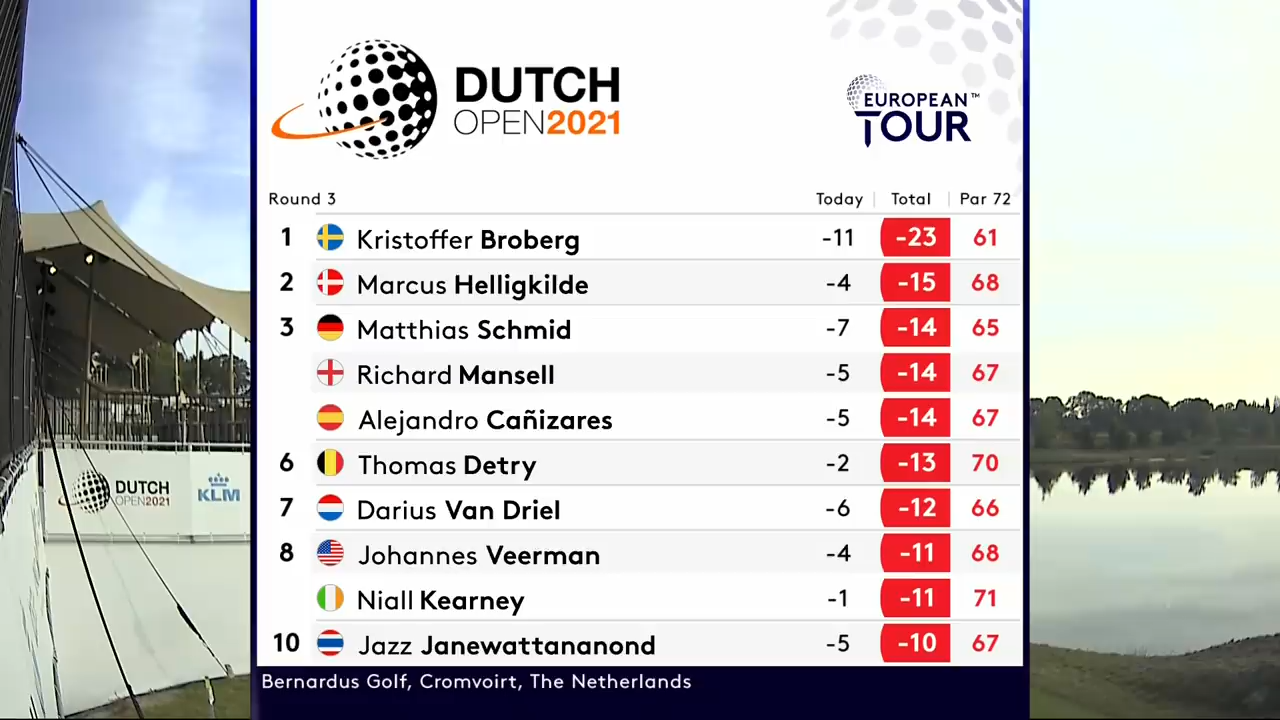 DUTCH
OPEN2021
EUROPEAN™
TOUR
Round 3 Today Total Par 72
1 Kristoffer Broberg -11 -23 61
2 Marcus Helligkilde -4 -15 68
3 Matthias Schmid -7 -14 65
Richard Mansell -5 -14 67
Alejandro Cañizares -5 -14 67
6 Thomas Detry -2 -13 70
7 Darius Van Driel -6 -12 66
8 Johannes Veerman -4 -11 68
Niall Kearney -1 -11 71
10 Jazz Janewattananond -5 -10 67
Bernardus Golf, Cromvoirt, The Netherlands
DUTCH
OPEN2021
KLM